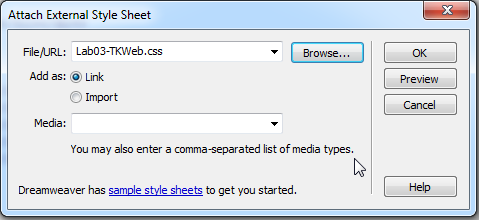 Attach External Style Sheet
File/URL: Lab03-TKWeb.css Browse... OK
Add as: Link Preview
Import Cancel
Media:
You may also enter a comma-separated list of media types.
Dreamweaver has sample style sheets to get you started. Help